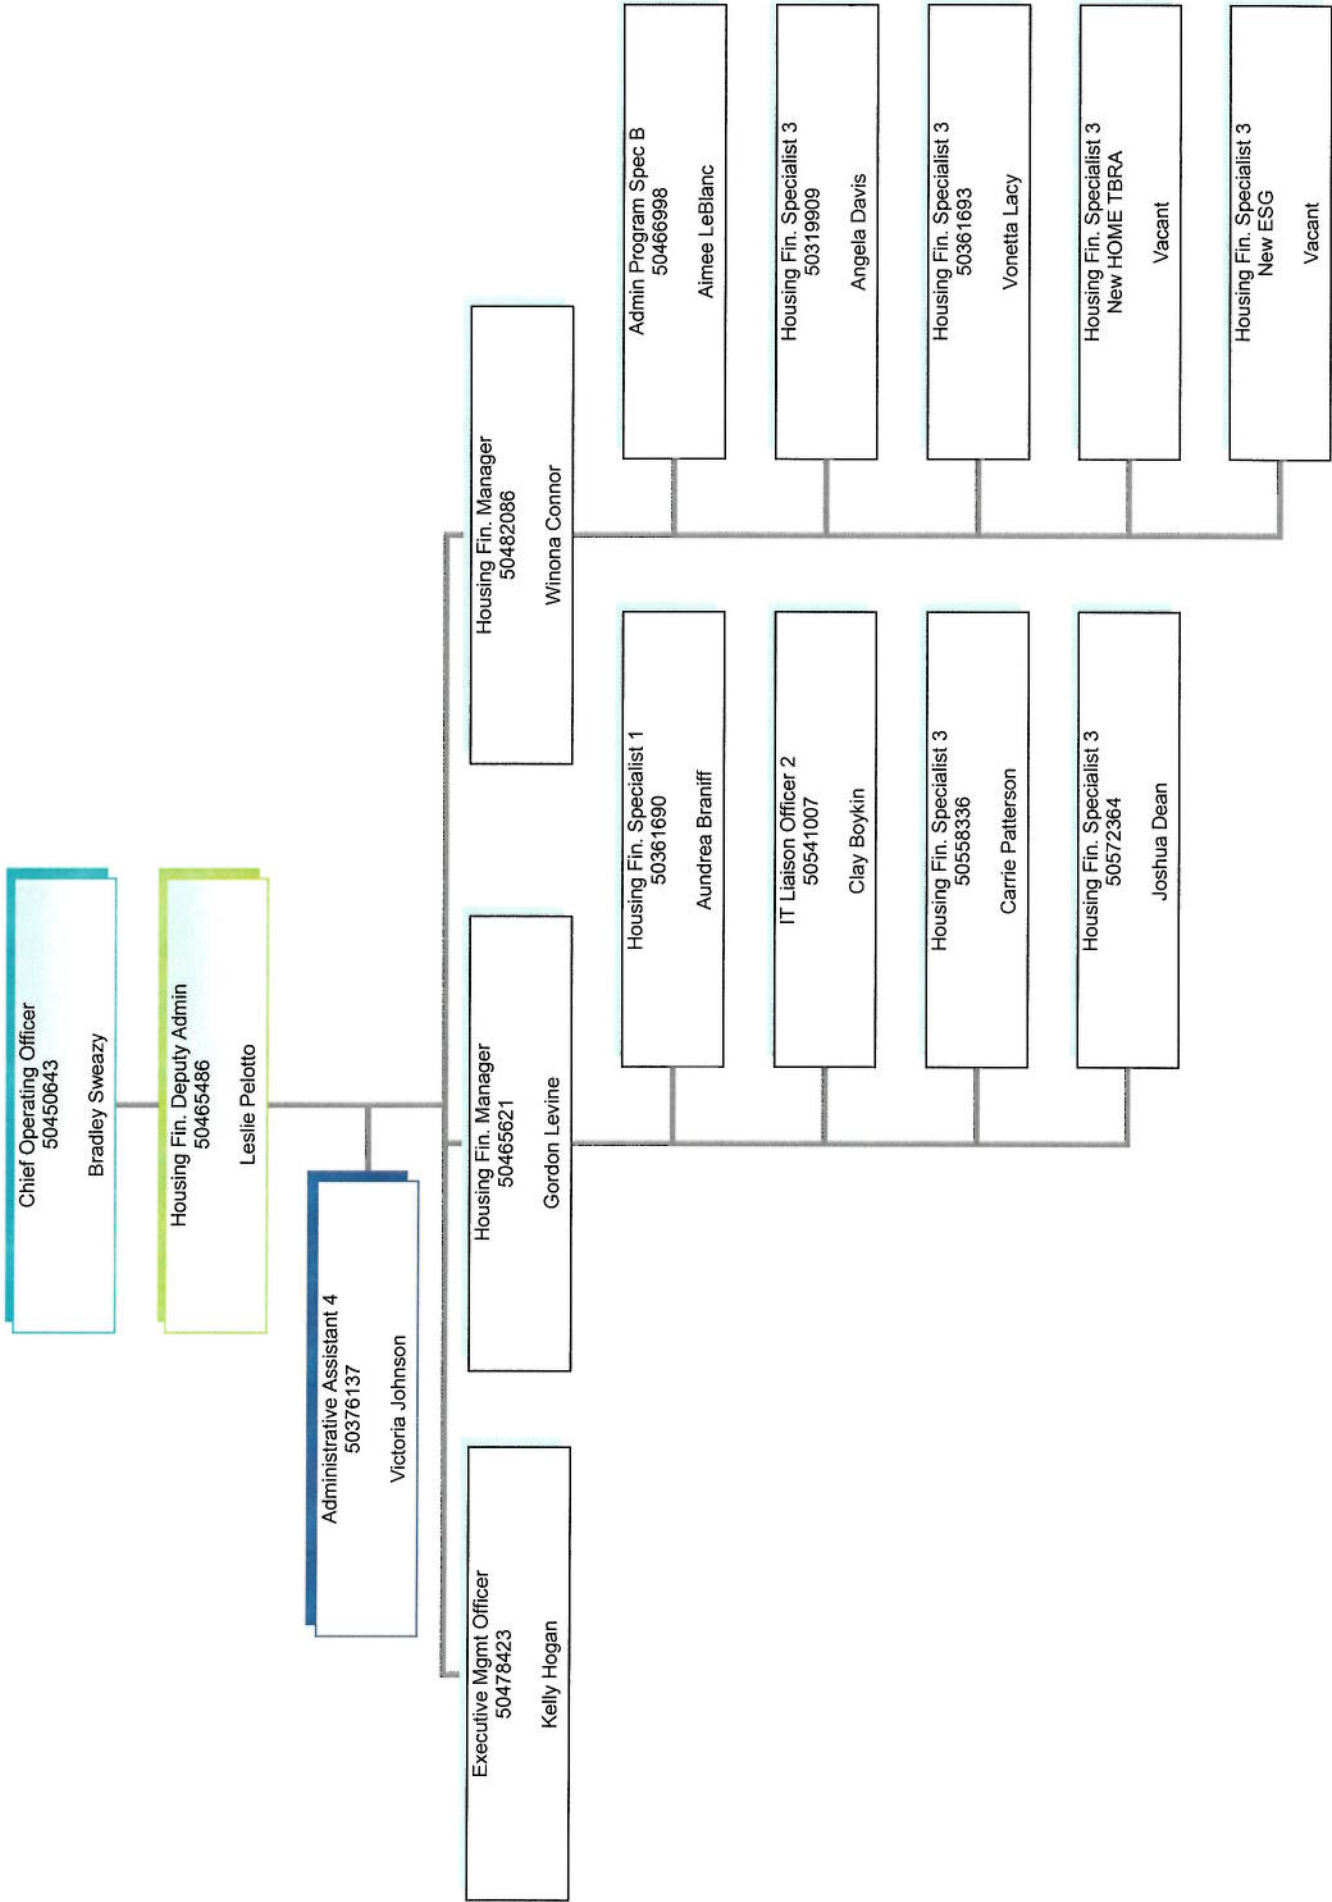 Chief Operating Officer
50450643
Bradley Sweazy
Housing Fin. Deputy Admin
50465486
Leslie Pelotto
Administrative Assistant 4
50376137
Victoria Johnson
Executive Mgmt Officer
50478423
Kelly Hogan
Housing Fin. Manager
50465621
Gordon Levine
Housing Fin. Manager
50482086
Winona Connor
Housing Fin. Specialist 1
50361690
Aundrea Braniff
IT Liaison Officer 2
50541007
Clay Boykin
Housing Fin. Specialist 3
50558336
Carrie Patterson
Housing Fin. Specialist 3
50572364
Joshua Dean
Admin Program Spec B
50466998
Aimee LeBlanc
Housing Fin. Specialist 3
50319909
Angela Davis
Housing Fin. Specialist 3
50361693
Vonetta Lacy
Housing Fin. Specialist 3
New HOME TBRA
Vacant
Housing Fin. Specialist 3
New ESG
Vacant